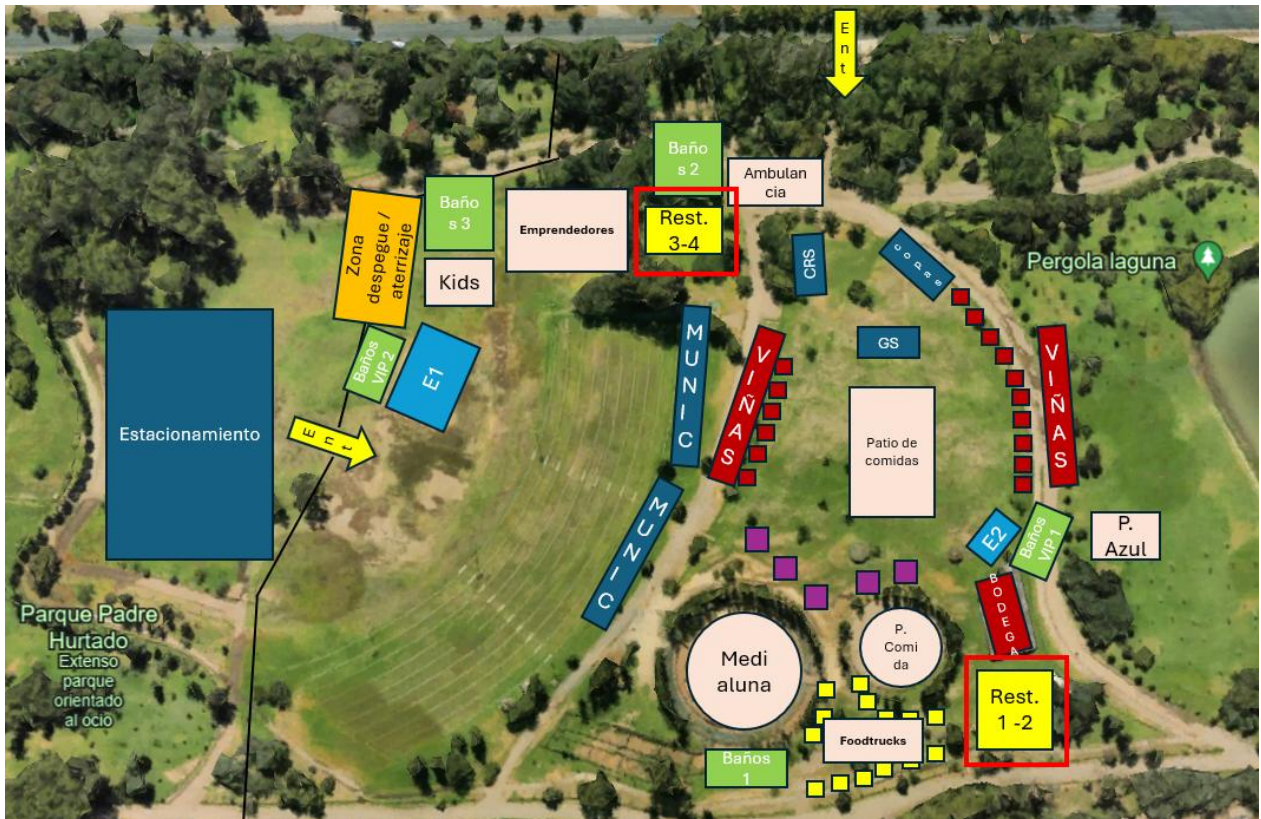 Ent
Baño
s 2
Ambulan
cia
Baño
s 3
Emprendedores
Rest.
3-4
Zona
despegue /
aterrizaje
Kids
CRS
copas
Pergola laguna
Baños
VIP 2
E1
MUNIC
VIÑAS
GS
VIÑAS
Estacionamiento
Ent
Patio de
comidas
MUNIC
E2
Baños
VIP 1
P.
Azul
BODEGA
Parque Padre
Hurtado
Extenso
parque
orientado
al ocio
Medi
aluna
P.
Comi
da
Rest.
1 -2
Foodtrucks
Baños
1